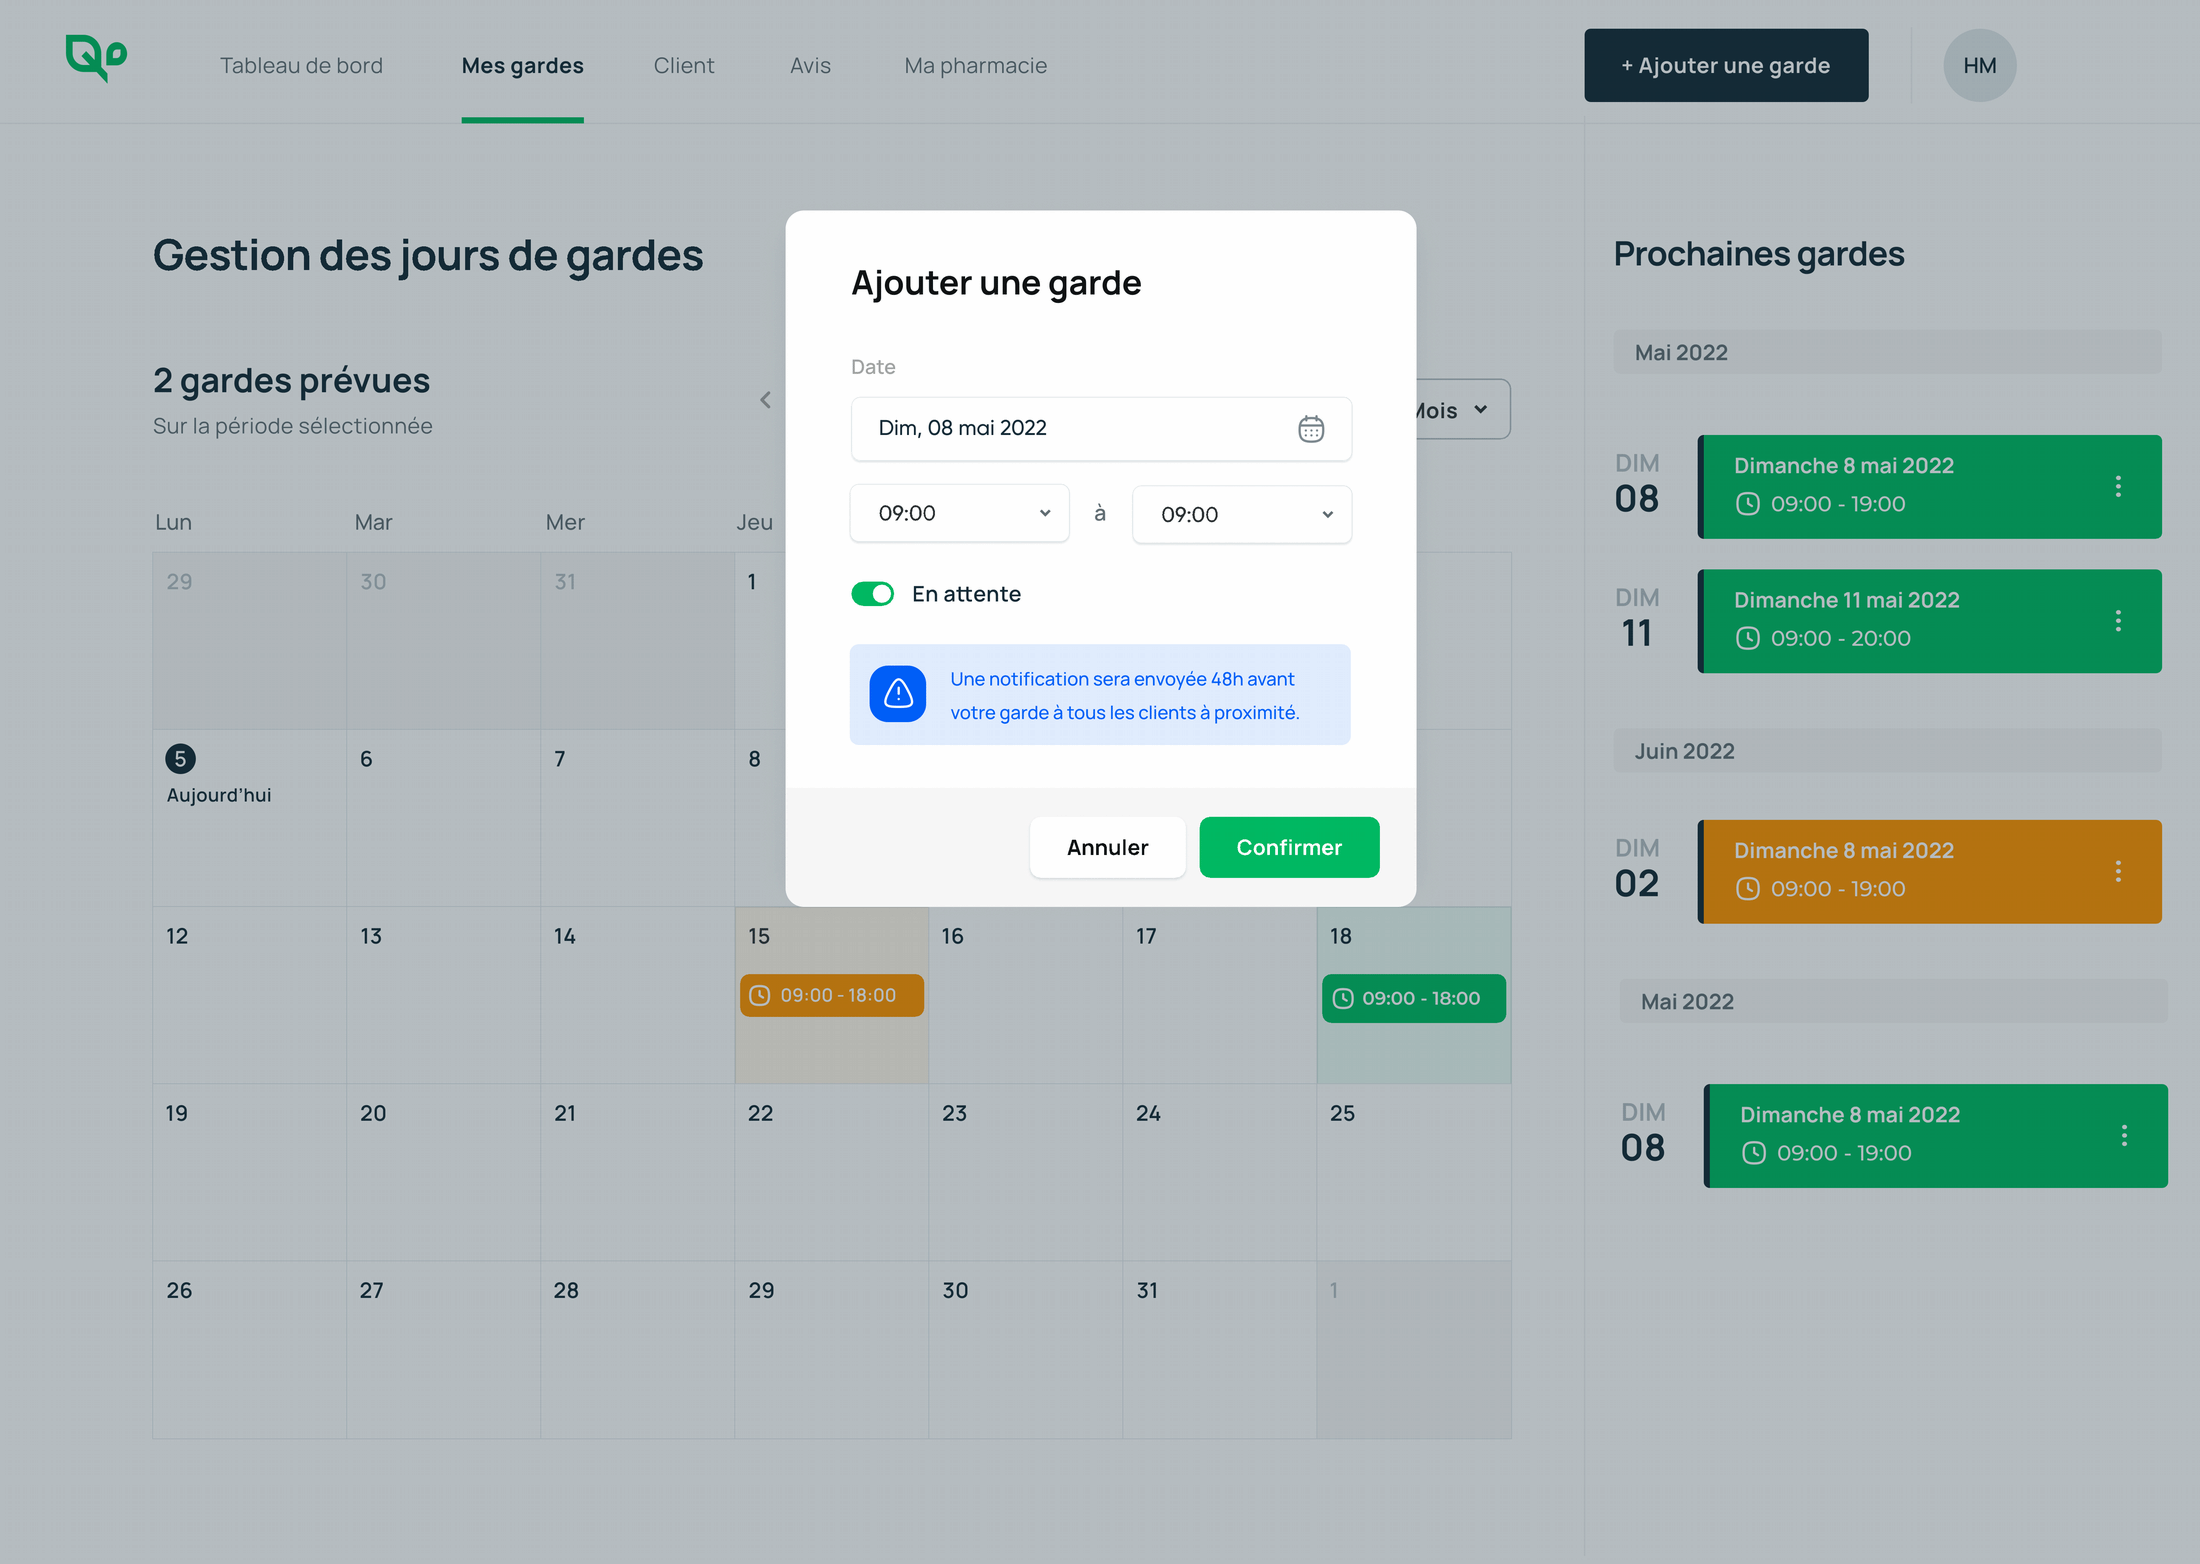 Tableau de bord
Mes gardes
Client
Avis
Ma pharmacie
+ Ajouter une garde
HM
Gestion des jours de gardes
2 gardes prévues
Sur la période sélectionnée
Mois
Lun
Mar
Mer
Jeu
29
30
31
1
5
Aujourd'hui
6
7
8
12
13
14
15
09:00 - 18:00
16
17
18
09:00 - 18:00
19
20
21
22
23
24
25
26
27
28
29
30
31
1
Ajouter une garde
Date
Dim, 08 mai 2022
09:00
à
09:00
En attente
Une notification sera envoyée 48h avant
votre garde à tous les clients à proximité.
Annuler
Confirmer
Prochaines gardes
Mai 2022
DIM
08
Dimanche 8 mai 2022
09:00 - 19:00
DIM
11
Dimanche 11 mai 2022
09:00 - 20:00
Juin 2022
DIM
02
Dimanche 8 mai 2022
09:00 - 19:00
Mai 2022
DIM
08
Dimanche 8 mai 2022
09:00 - 19:00